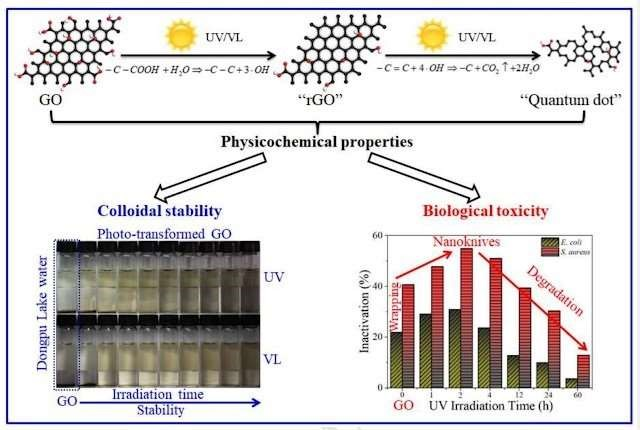 UV/VL
UV/VL
–C–COOH + H₂O ⇒ –C–C+3·OH
–C=C+4·OH ⇒ –C+CO₂↑+2H₂O
GO
“rGO”
“Quantum dot”
Physicochemical properties
Colloidal stability
Photo-transformed GO
Dongpu Lake water
UV
VL
GO
Irradiation time
Stability
Biological toxicity
60
40
20
0
Inactivation (%)
Wrapping
Nanoknives
Degradation
E. coli
S. aureus
0 1 2 4 12 24 60
GO
UV Irradiation Time (h)